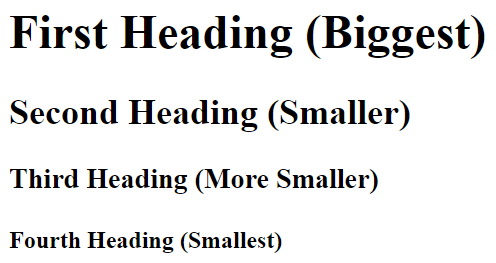 First Heading (Biggest)
Second Heading (Smaller)
Third Heading (More Smaller)
Fourth Heading (Smallest)